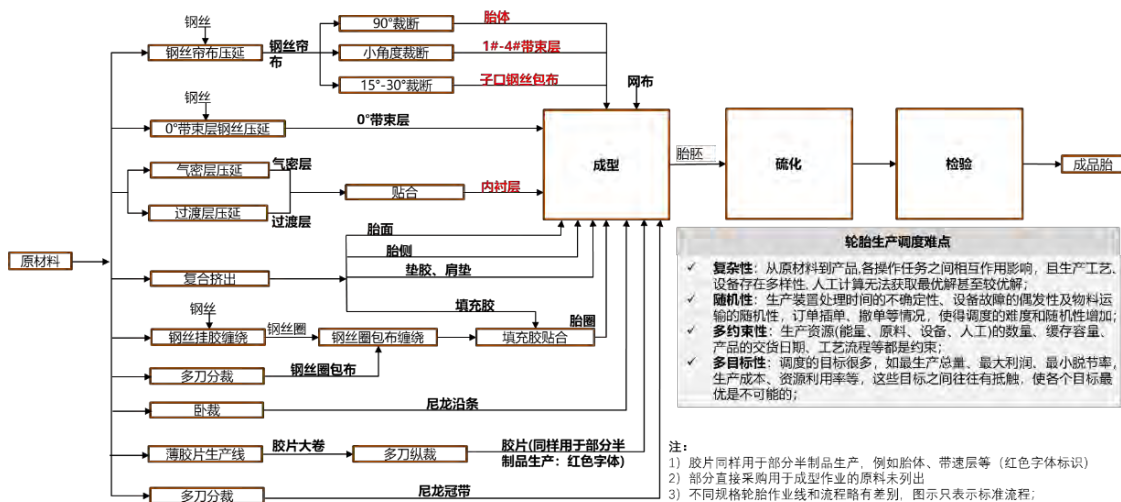 钢丝
90°裁断
胎体
钢丝帘布压延
钢丝帘
布
小角度裁断
1#-4#带束层
15°-30°裁断
子口钢丝包布
网布
钢丝
0°带束层钢丝压延
0°带束层
气密层压延
气密层
过渡层压延
过渡层
贴合
内衬层
成型
胎胚
硫化
检验
成品胎
原材料
复合挤出
胎面
胎侧
垫胶、肩垫
填充胶
钢丝
钢丝挂胶缠绕
钢丝圈
钢丝圈包布缠绕
填充胶贴合
胎圈
多刀分裁
钢丝圈包布
卧裁
尼龙沿条
薄胶片生产线
胶片大卷
多刀纵裁
胶片(同样用于部分半
制品生产：红色字体)
多刀分裁
尼龙冠带
轮胎生产调度难点
✓ 复杂性：从原材料到产品,各操作任务之间相互作用影响，且生产工艺、
设备存在多样性,人工计算无法获取最优解甚至较优解；
✓ 随机性：生产装置处理时间的不确定性、设备故障的偶发性及物料运
输的随机性，订单插单、撤单等情况，使得调度的难度和随机性增加；
✓ 多约束性：生产资源(能量、原料、设备、人工)的数量、缓存容量、
产品的交货日期、工艺流程等都是约束；
✓ 多目标性：调度的目标很多，如最生产总量、最大利润、最小脱节率，
生产成本、资源利用率等，这些目标之间往往有抵触，使各个目标最
优是不可能的；
注：
1）胶片同样用于部分半制品生产，例如胎体、带速层等（红色字体标识）
2）部分直接采购用于成型作业的原料未列出
3）不同规格轮胎作业线和流程略有差别，图示只表示标准流程；